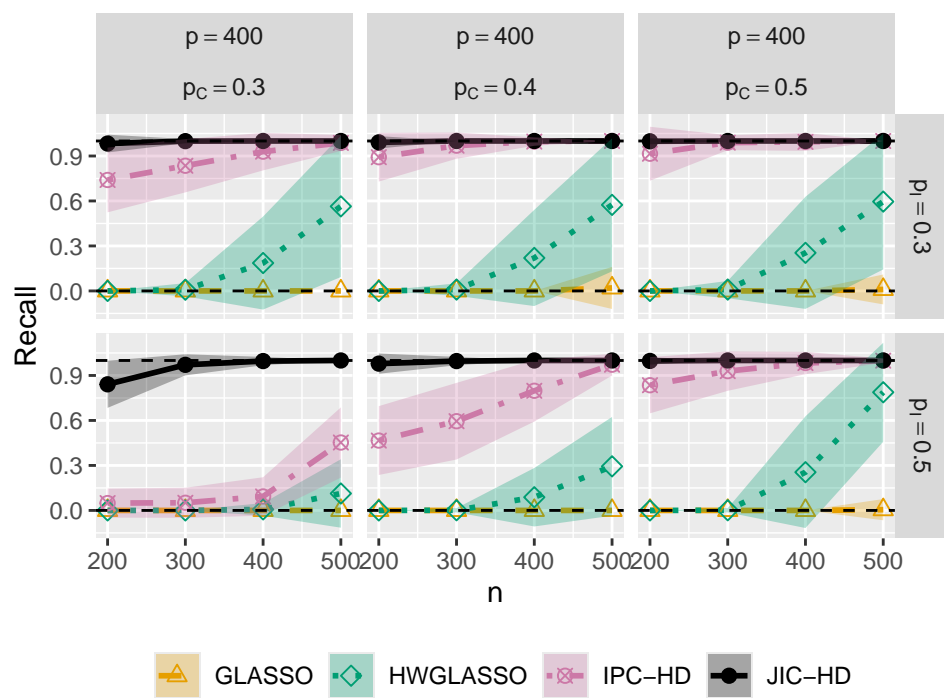 p = 400 p = 400 p = 400
p_C = 0.3 p_C = 0.4 p_C = 0.5
0.9
0.6
0.3
0.0
p_I = 0.3
Recall
0.9
0.6
0.3
0.0
p_I = 0.5
200 300 400 500 200 300 400 500 200 300 400 500
n
GLASSO HWGLASSO IPC−HD JIC−HD